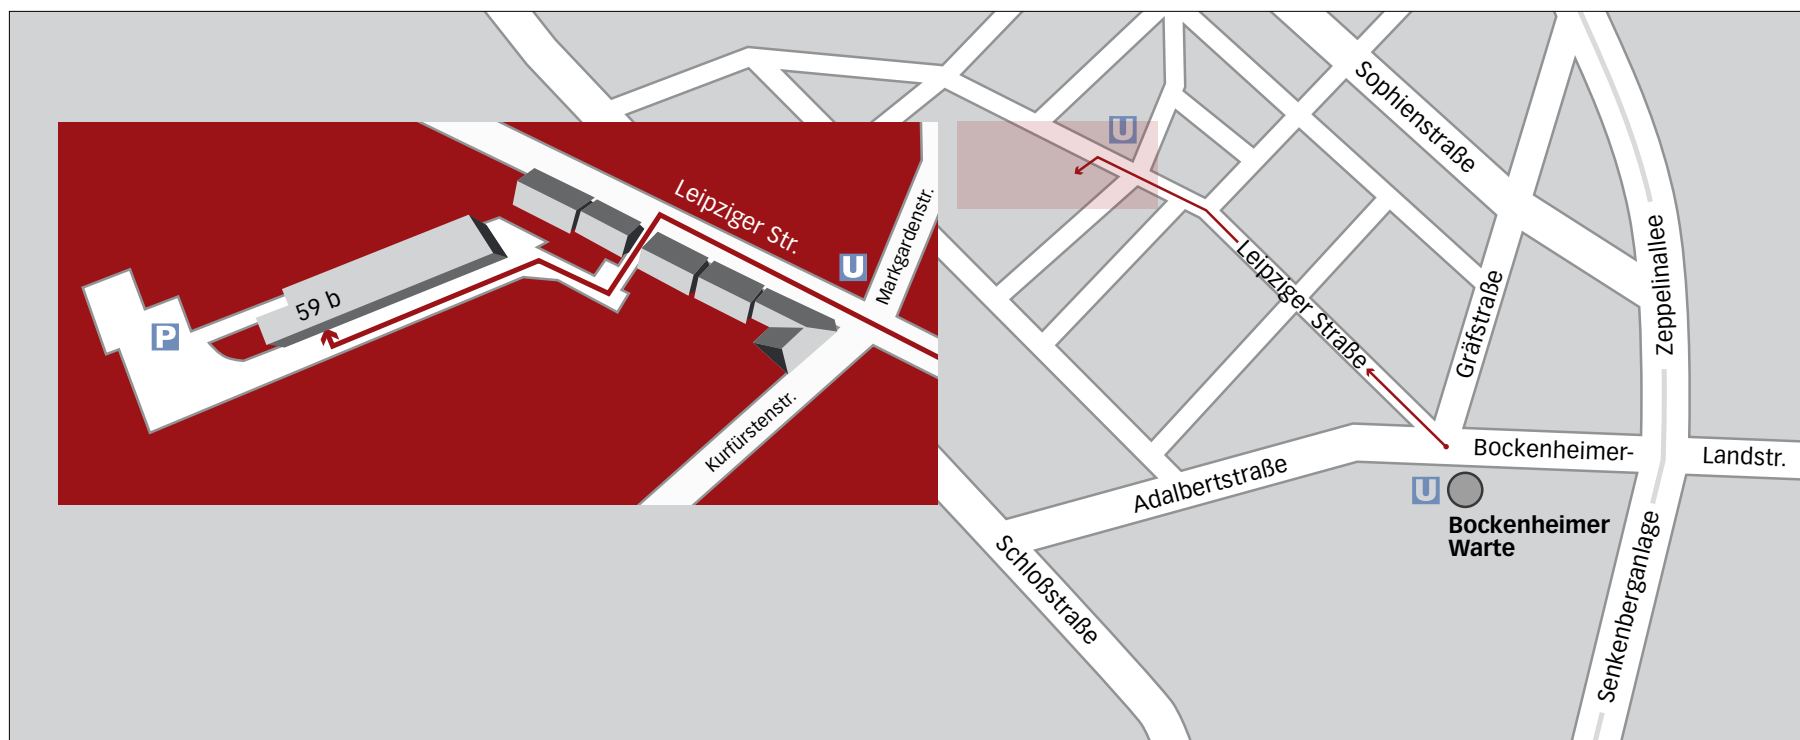 Leipziger Str.
U
Markgardenstr.
59 b
P
Kurfürstenstr.
U
Sophienstraße
Leipziger Straße
Gräfstraße
Zeppelinallee
Bockenheimer-
Landstr.
Adalbertstraße
U
Bockenheimer
Warte
Schloßstraße
Senkenberganlage